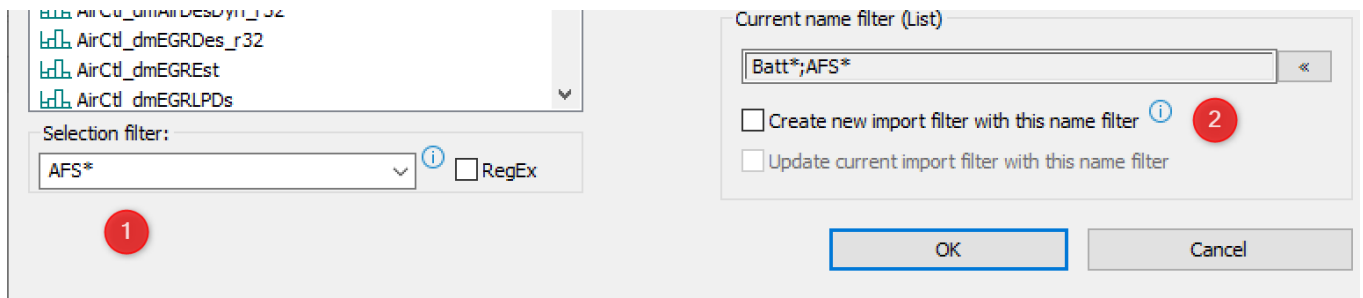 AirCtl_dmAirDesDyn_r32
AirCtl_dmEGRDes_r32
AirCtl_dmEGREst
AirCtl_dmEGRLPDs
Selection filter:
AFS*
RegEx
1
Current name filter (List)
Batt*;AFS*
«
Create new import filter with this name filter
2
Update current import filter with this name filter
OK
Cancel